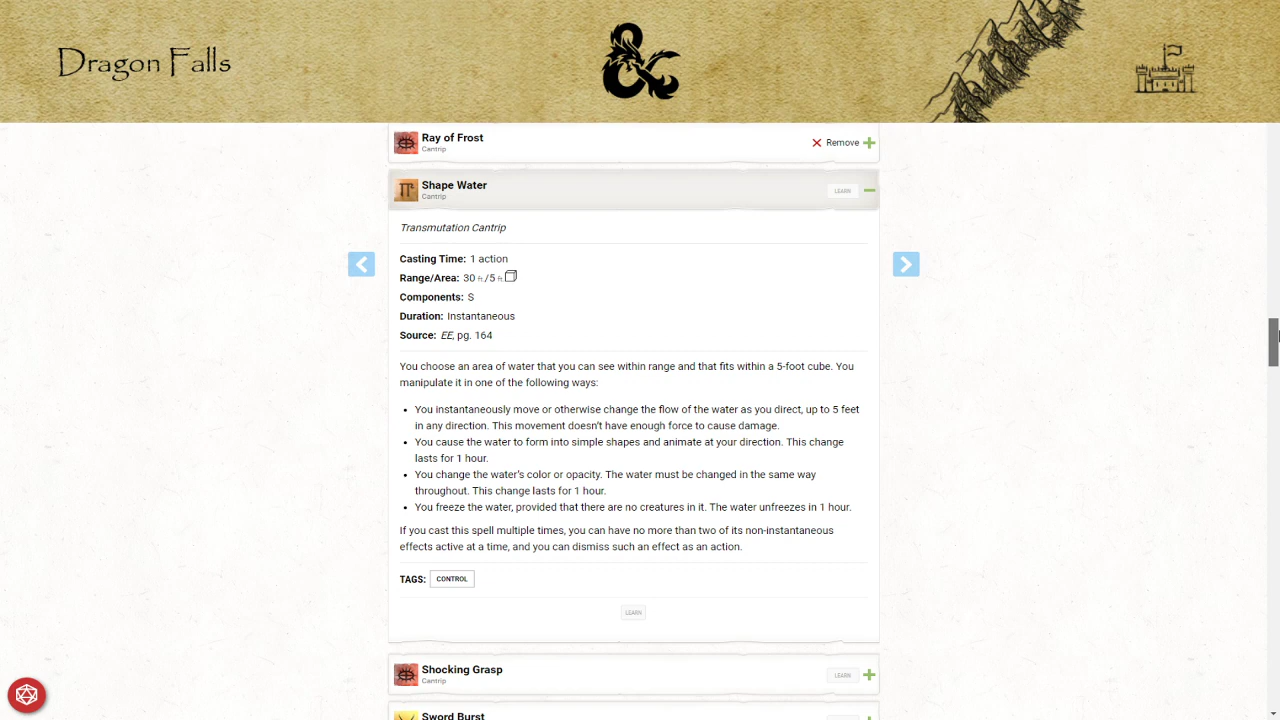 Dragon Falls
Ray of Frost
Cantrip
Remove
Shape Water
Cantrip
LEARN
Transmutation Cantrip
Casting Time: 1 action
Range/Area: 30 ft./5 ft.
Components: S
Duration: Instantaneous
Source: EE, pg. 164
You choose an area of water that you can see within range and that fits within a 5-foot cube. You
manipulate it in one of the following ways:
• You instantaneously move or otherwise change the flow of the water as you direct, up to 5 feet
in any direction. This movement doesn't have enough force to cause damage.
• You cause the water to form into simple shapes and animate at your direction. This change
lasts for 1 hour.
• You change the water's color or opacity. The water must be changed in the same way
throughout. This change lasts for 1 hour.
• You freeze the water, provided that there are no creatures in it. The water unfreezes in 1 hour.
If you cast this spell multiple times, you can have no more than two of its non-instantaneous
effects active at a time, and you can dismiss such an effect as an action.
TAGS: CONTROL
LEARN
Shocking Grasp
Cantrip
LEARN
Sword Burst